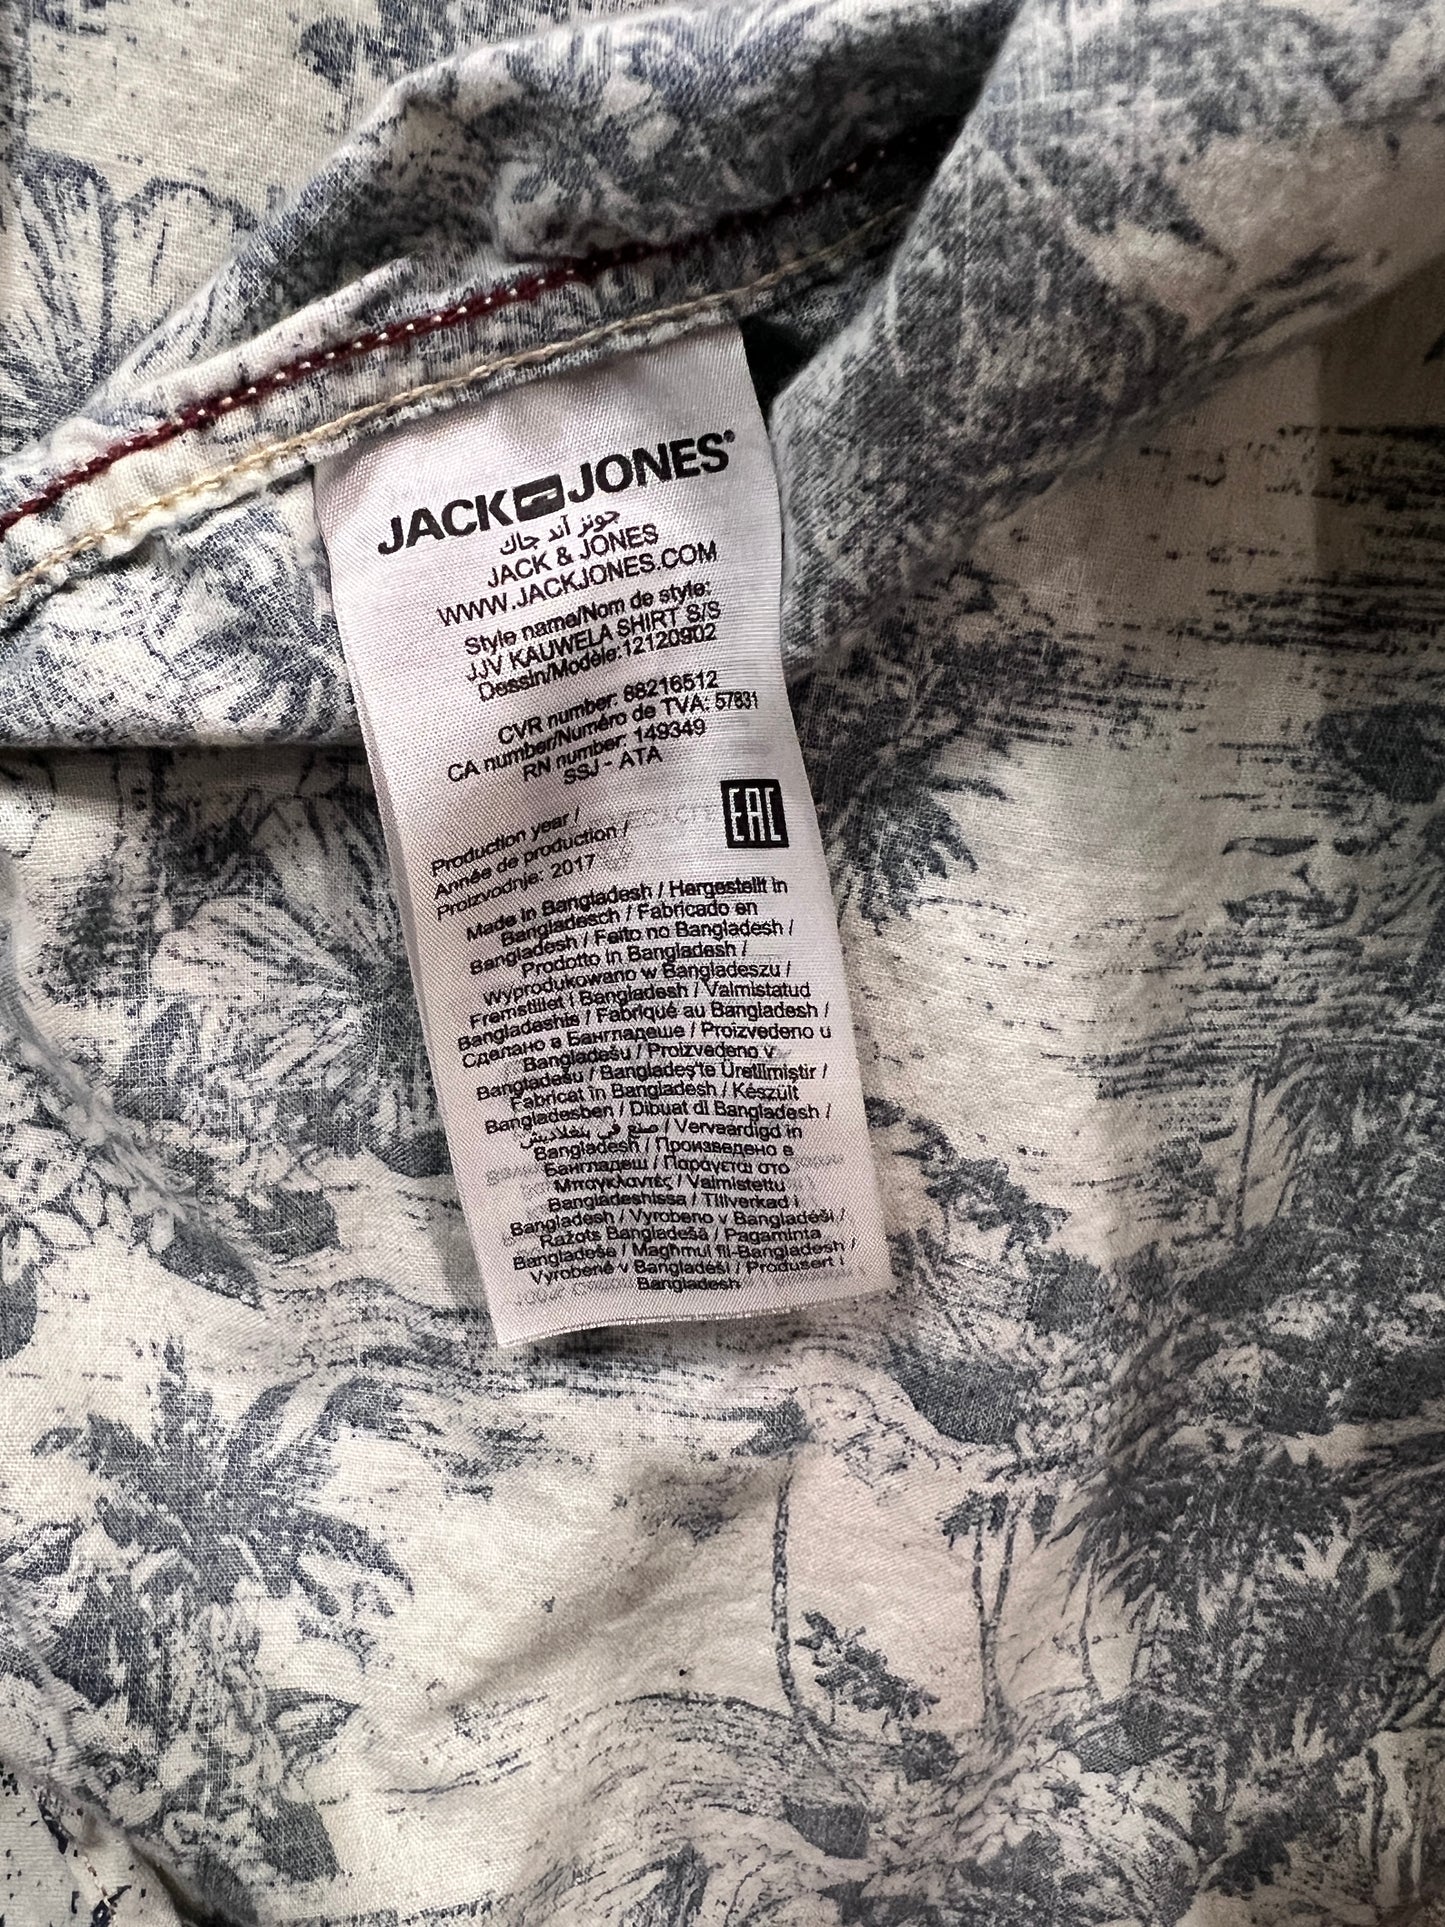 JACK JONES®
جونز آند جاك
JACK & JONES
WWW.JACKJONES.COM
Style name/Nom de style:
JJV KAUWELA SHIRT S/S
Dessin/Modèle:12120902
CVR number: 88216512
CA number/Numéro de TVA: 57831
RN number: 149349
SSJ - ATA
EAC
Production year /
Année de production /
Proizvodnje: 2017
Made in Bangladesh / Hergestellt in
Bangladesch / Fabricado en
Bangladesh / Feito no Bangladesh /
Prodotto in Bangladesh /
Wyprodukowano w Bangladeszu /
Fremstillet i Bangladesh / Valmistatud
Bangladeshis / Fabriqué au Bangladesh /
Сделано в Бангладеше / Proizvedeno u
Bangladešu / Proizvedeno v
Bangladešu / Bangladeş'te Üretilmiştir /
Fabricat în Bangladesh / Készült
Bangladesben / Dibuat di Bangladesh /
صنع في بنغلاديش / Vervaardigd in
Bangladesh / Произведено в
Бангладеш / Παράγεται στο
Μπαγκλαντές / Valmistettu
Bangladeshissa / Tillverkad i
Bangladesh / Vyrobeno v Bangladéši /
Ražots Bangladešā / Pagaminta
Bangladeše / Maghmul fil-Bangladesh /
Vyrobené v Bangladéši / Produsert i
Bangladesh